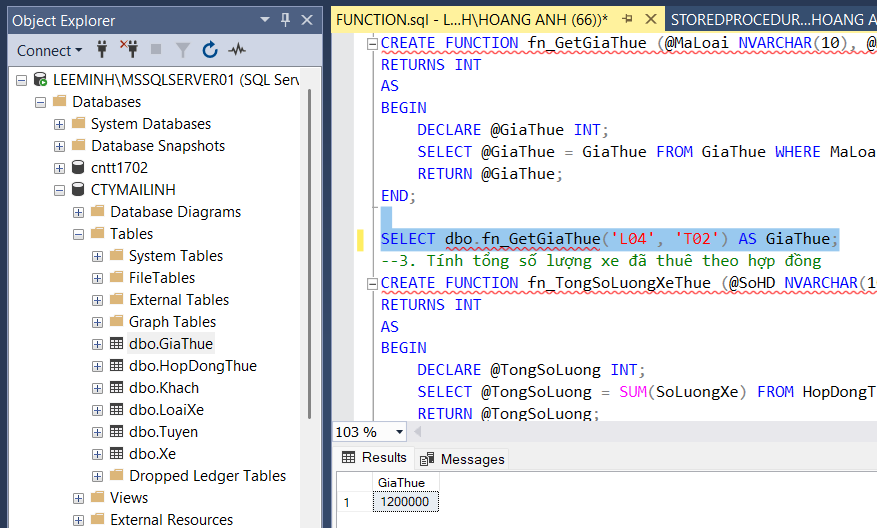 Object Explorer
Connect
LEEMINH\MSSQLSERVER01 (SQL Serv
Databases
System Databases
Database Snapshots
cntt1702
CTYMAILINH
Database Diagrams
Tables
System Tables
FileTables
External Tables
Graph Tables
dbo.GiaThue
dbo.HopDongThue
dbo.Khach
dbo.LoaiXe
dbo.Tuyen
dbo.Xe
Dropped Ledger Tables
Views
External Resources
FUNCTION.sql - L...H\HOANG ANH (66))*
STOREDPROCEDUR...HOANG A
CREATE FUNCTION fn_GetGiaThue (@MaLoai NVARCHAR(10), @
RETURNS INT
AS
BEGIN
DECLARE @GiaThue INT;
SELECT @GiaThue = GiaThue FROM GiaThue WHERE MaLoa
RETURN @GiaThue;
END;
SELECT dbo.fn_GetGiaThue('L04', 'T02') AS GiaThue;
--3. Tính tổng số lượng xe đã thuê theo hợp đồng
CREATE FUNCTION fn_TongSoLuongXeThue (@SoHD NVARCHAR(1
RETURNS INT
AS
BEGIN
DECLARE @TongSoLuong INT;
SELECT @TongSoLuong = SUM(SoLuongXe) FROM HopDongT
RETURN @TongSoLuong;
103 %
Results
Messages
GiaThue
1 1200000